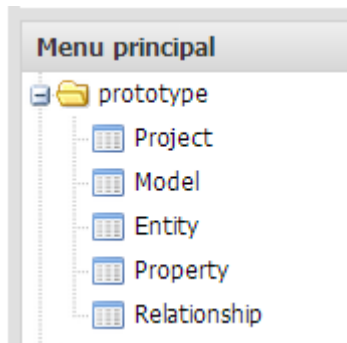 Menu principal
prototype
Project
Model
Entity
Property
Relationship